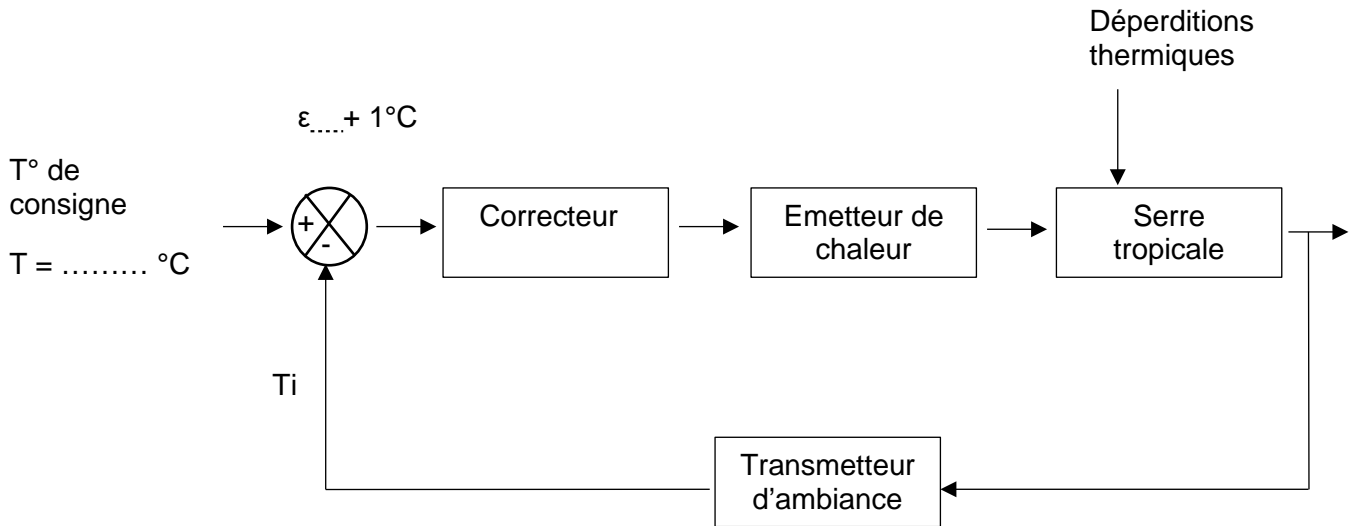 Déperditions
thermiques
ε.....+ 1°C
T° de
consigne
T = ……… °C
+
-
Correcteur
Emetteur de
chaleur
Serre
tropicale
Ti
Transmetteur
d’ambiance